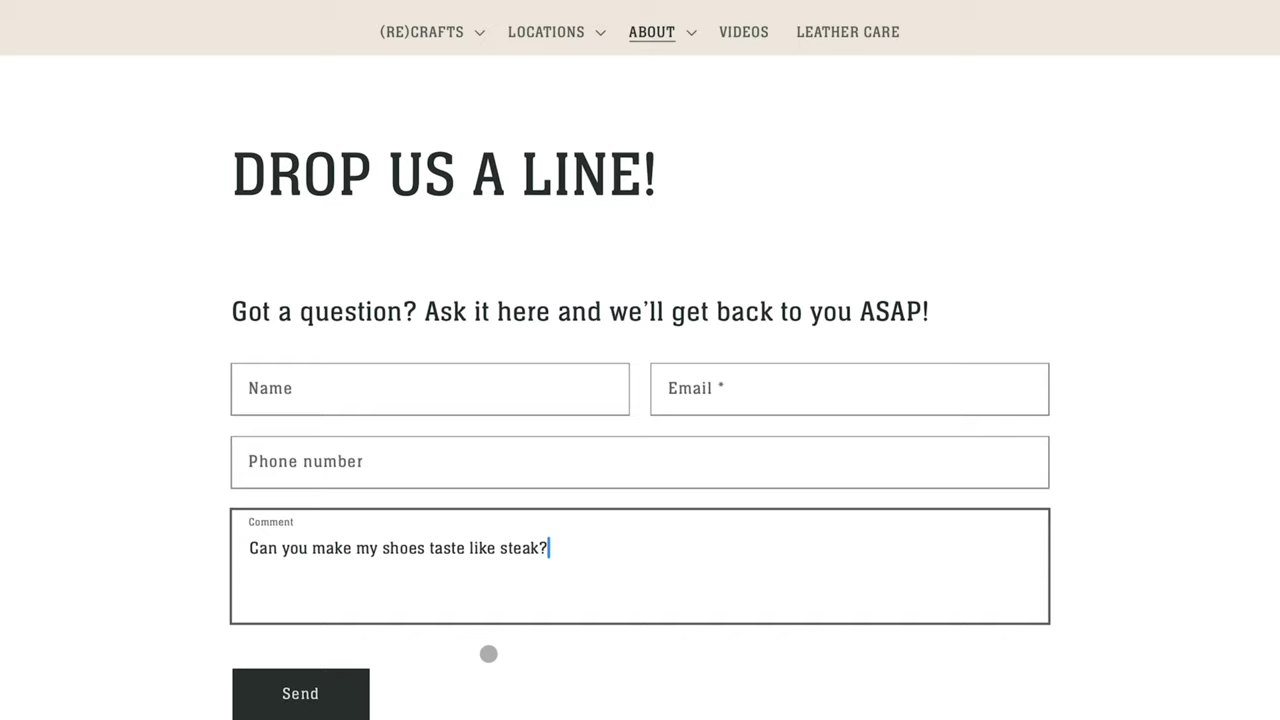 (RE)CRAFTS LOCATIONS ABOUT VIDEOS LEATHER CARE
DROP US A LINE!
Got a question? Ask it here and we'll get back to you ASAP!
Name Email *
Phone number
Comment
Can you make my shoes taste like steak?
Send